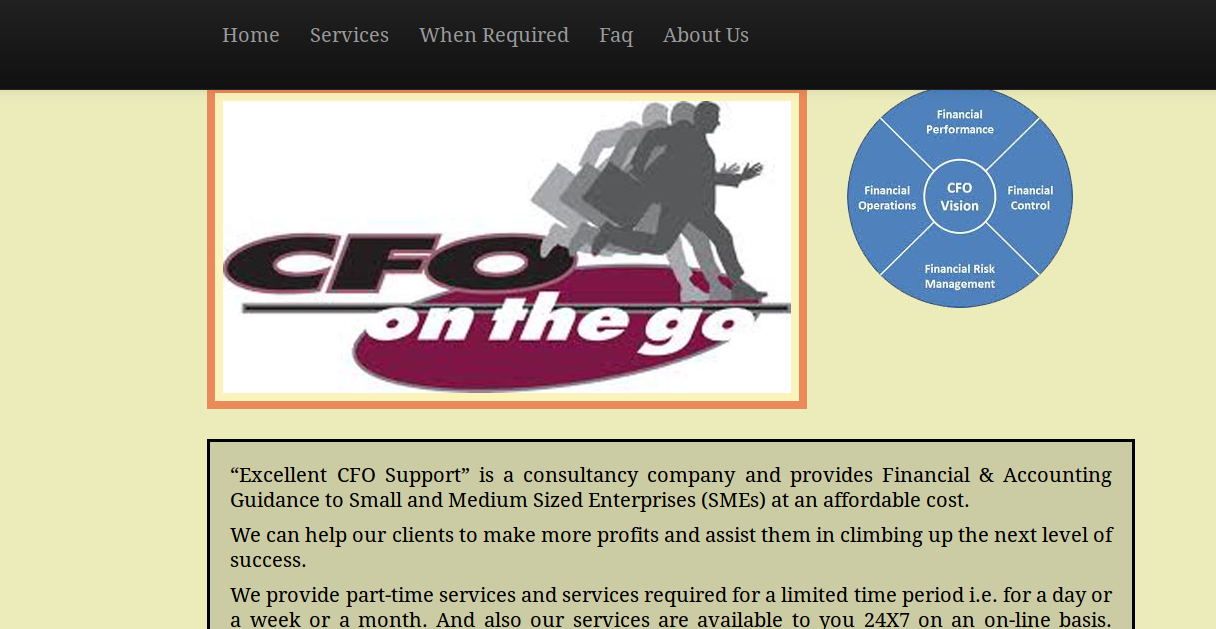 Home Services When Required Faq About Us
CFO
on the go
Financial
Performance
Financial
Operations
CFO
Vision
Financial
Control
Financial Risk
Management
“Excellent CFO Support” is a consultancy company and provides Financial & Accounting
Guidance to Small and Medium Sized Enterprises (SMEs) at an affordable cost.
We can help our clients to make more profits and assist them in climbing up the next level of
success.
We provide part-time services and services required for a limited time period i.e. for a day or
a week or a month. And also our services are available to you 24X7 on an on-line basis.